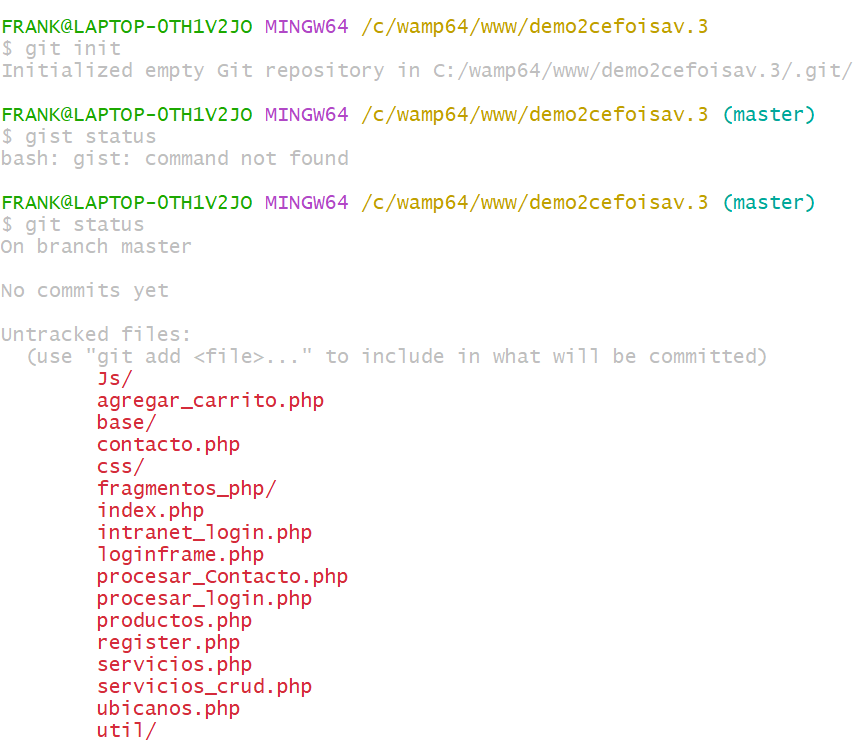 FRANK@LAPTOP-0TH1V2JO MINGW64 /c/wamp64/www/demo2cefoisav.3
$ git init
Initialized empty Git repository in C:/wamp64/www/demo2cefoisav.3/.git/
FRANK@LAPTOP-0TH1V2JO MINGW64 /c/wamp64/www/demo2cefoisav.3 (master)
$ gist status
bash: gist: command not found
FRANK@LAPTOP-0TH1V2JO MINGW64 /c/wamp64/www/demo2cefoisav.3 (master)
$ git status
On branch master
No commits yet
Untracked files:
(use "git add <file>..." to include in what will be committed)
Js/
agregar_carrito.php
base/
contacto.php
css/
fragmentos_php/
index.php
intranet_login.php
loginframe.php
procesar_Contacto.php
procesar_login.php
productos.php
register.php
servicios.php
servicios_crud.php
ubicanos.php
util/